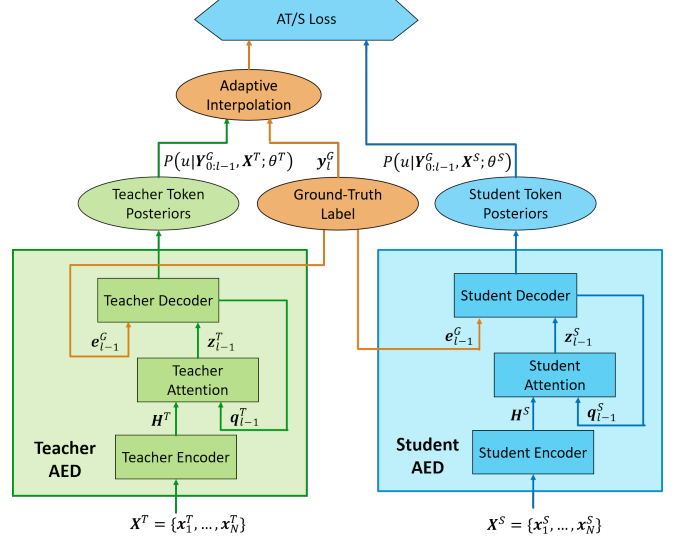 AT/S Loss
Adaptive
Interpolation
P(u|Y^G_{0:l−1}, X^T; θ^T)
y^G_l
P(u|Y^G_{0:l−1}, X^S; θ^S)
Teacher Token
Posteriors
Ground-Truth
Label
Student Token
Posteriors
Teacher Decoder
Student Decoder
e^G_{l−1}
z^T_{l−1}
e^G_{l−1}
z^S_{l−1}
Teacher
Attention
Student
Attention
H^T
q^T_{l−1}
H^S
q^S_{l−1}
Teacher
AED
Teacher Encoder
Student
AED
Student Encoder
X^T = {x^T_1, …, x^T_N}
X^S = {x^S_1, …, x^S_N}